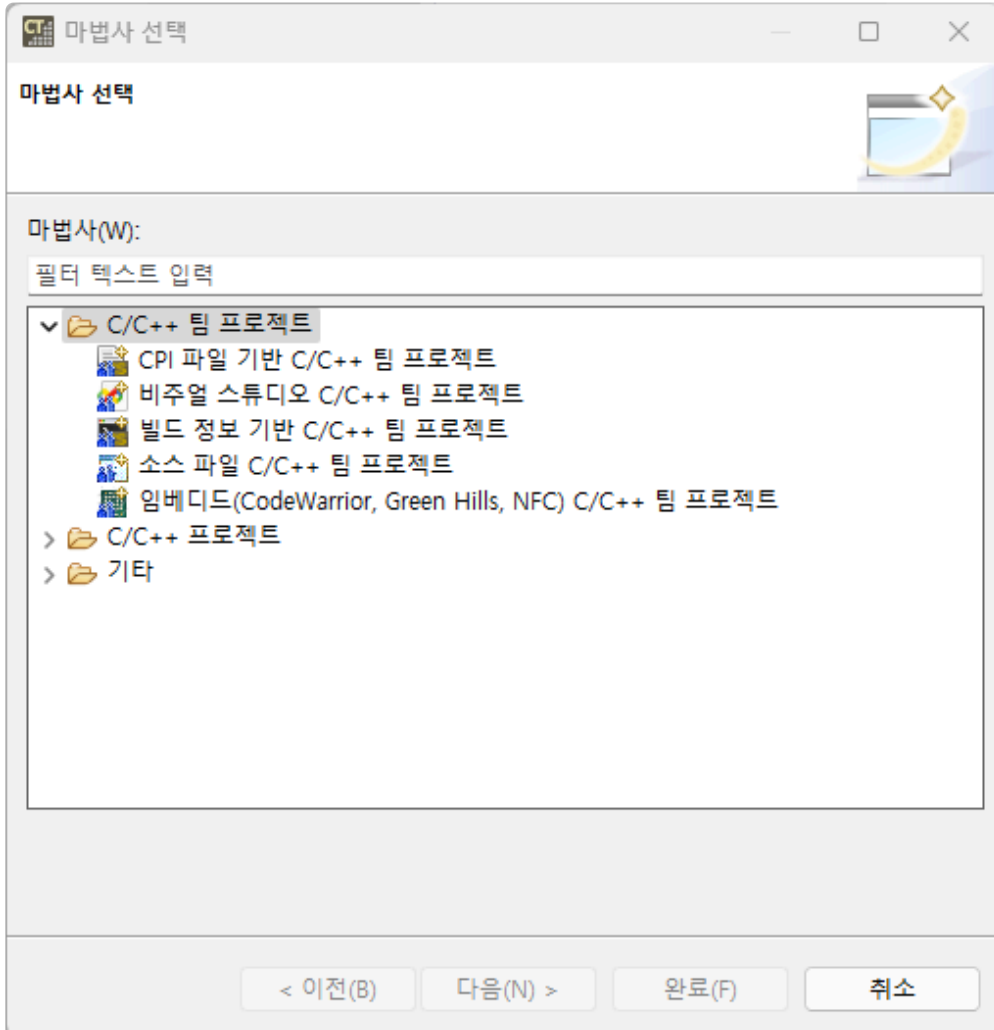 CT 마법사 선택
마법사 선택
마법사(W):
필터 텍스트 입력
C/C++ 팀 프로젝트
CPI 파일 기반 C/C++ 팀 프로젝트
비주얼 스튜디오 C/C++ 팀 프로젝트
빌드 정보 기반 C/C++ 팀 프로젝트
소스 파일 C/C++ 팀 프로젝트
임베디드(CodeWarrior, Green Hills, NFC) C/C++ 팀 프로젝트
C/C++ 프로젝트
기타
< 이전(B) 다음(N) > 완료(F) 취소